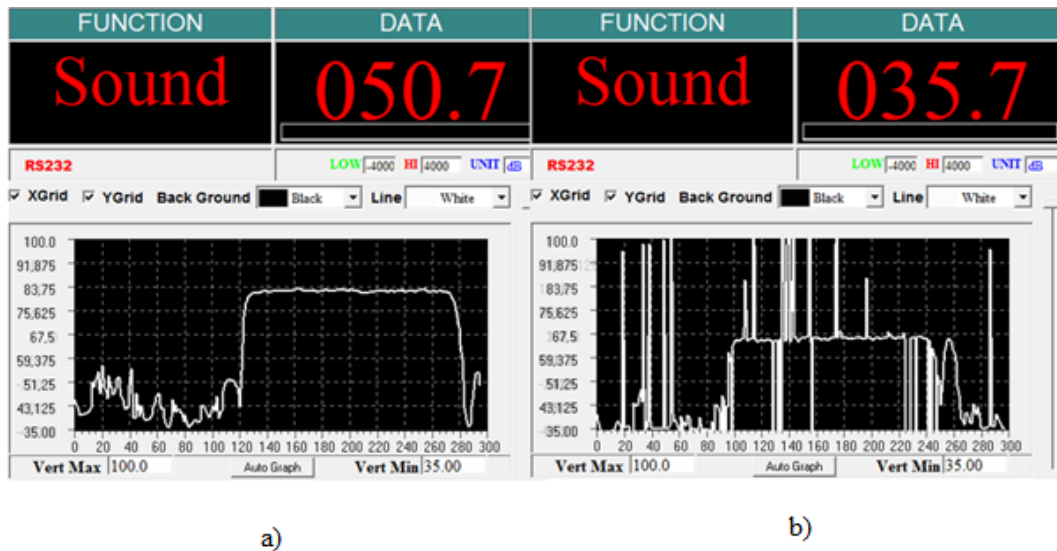 FUNCTION DATA FUNCTION DATA
Sound 050.7 Sound 035.7
RS232 LOW -4000 HI 4000 UNIT dB RS232 LOW -4000 HI 4000 UNIT dB
XGrid YGrid Back Ground Black Line White XGrid YGrid Back Ground Black Line White
100.0 100.0
91,875 91,875
83,75 83,75
75,625 75,625
67,5 67,5
59,375 59,375
51,25 51,25
43,125 43,125
35.00 35.00
0 20 40 60 80 100 120 140 160 180 200 220 240 260 280 300 0 20 40 60 80 100 120 140 160 180 200 220 240 260 280 300
Vert Max 100.0 Auto Graph Vert Min 35.00 Vert Max 100.0 Auto Graph Vert Min 35.00
a) b)